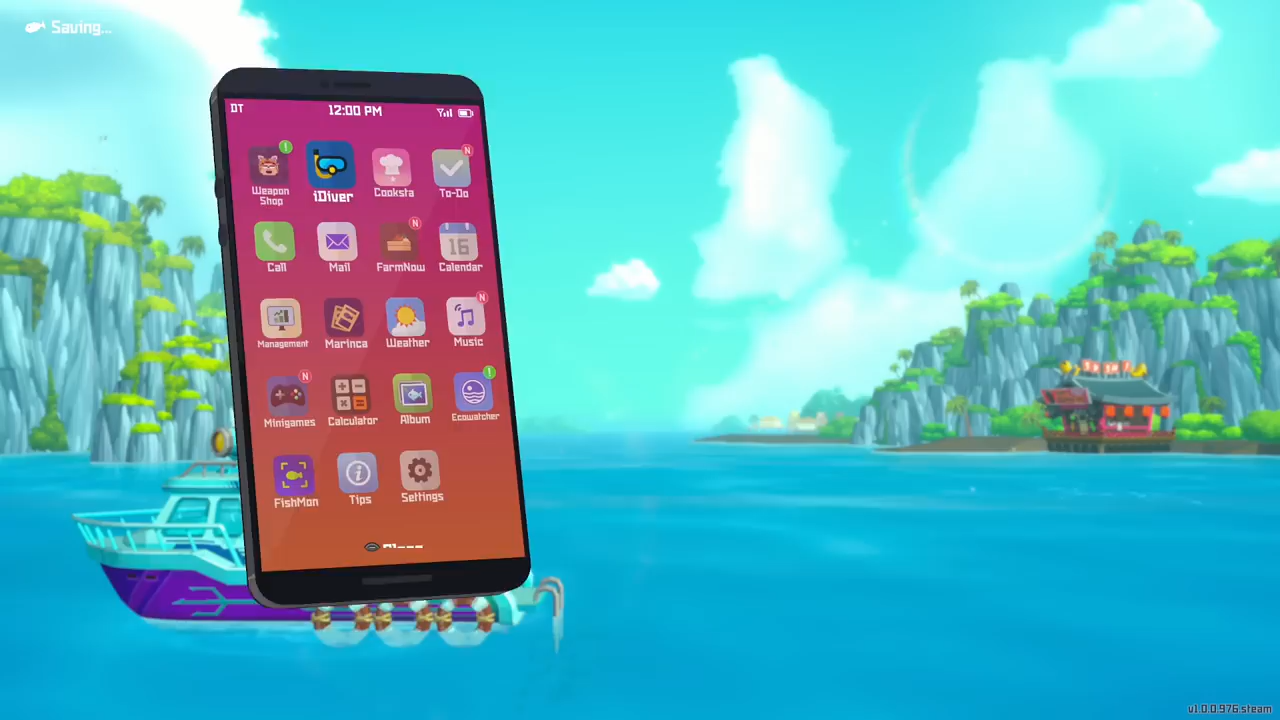 Saving...
DT
12:00 PM
Weapon Shop
iDiver
Cooksta
N
To-Do
Call
Mail
N
FarmNow
16
Calendar
Management
Marinca
Weather
N
Music
N
Minigames
Calculator
Album
Ecowatcher
FishMon
Tips
Settings
v1.0.0.976.steam